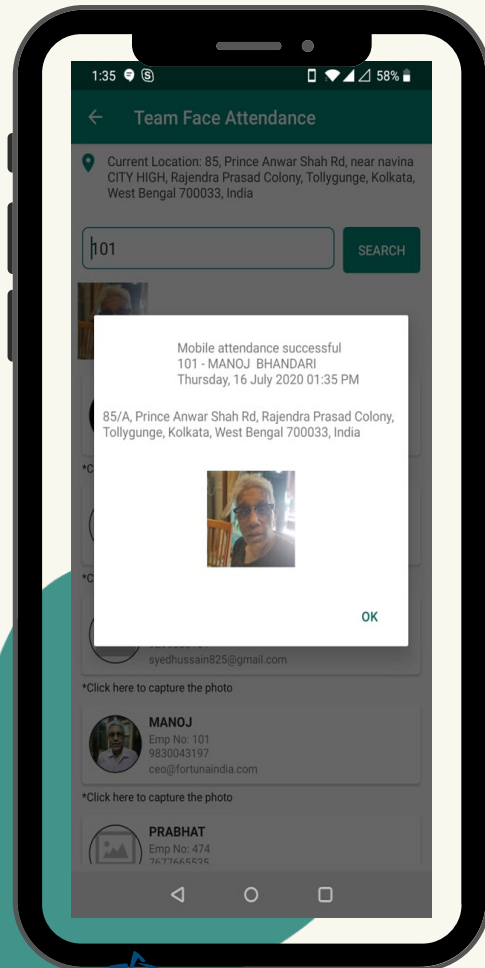 1:35
58%
Team Face Attendance
Current Location: 85, Prince Anwar Shah Rd, near navina
CITY HIGH, Rajendra Prasad Colony, Tollygunge, Kolkata,
West Bengal 700033, India
101
SEARCH
Mobile attendance successful
101 - MANOJ BHANDARI
Thursday, 16 July 2020 01:35 PM
85/A, Prince Anwar Shah Rd, Rajendra Prasad Colony,
Tollygunge, Kolkata, West Bengal 700033, India
OK
*C
*C
syedhussain825@gmail.com
*Click here to capture the photo
MANOJ
Emp No: 101
9830043197
ceo@fortunaindia.com
*Click here to capture the photo
PRABHAT
Emp No: 474
7677665535